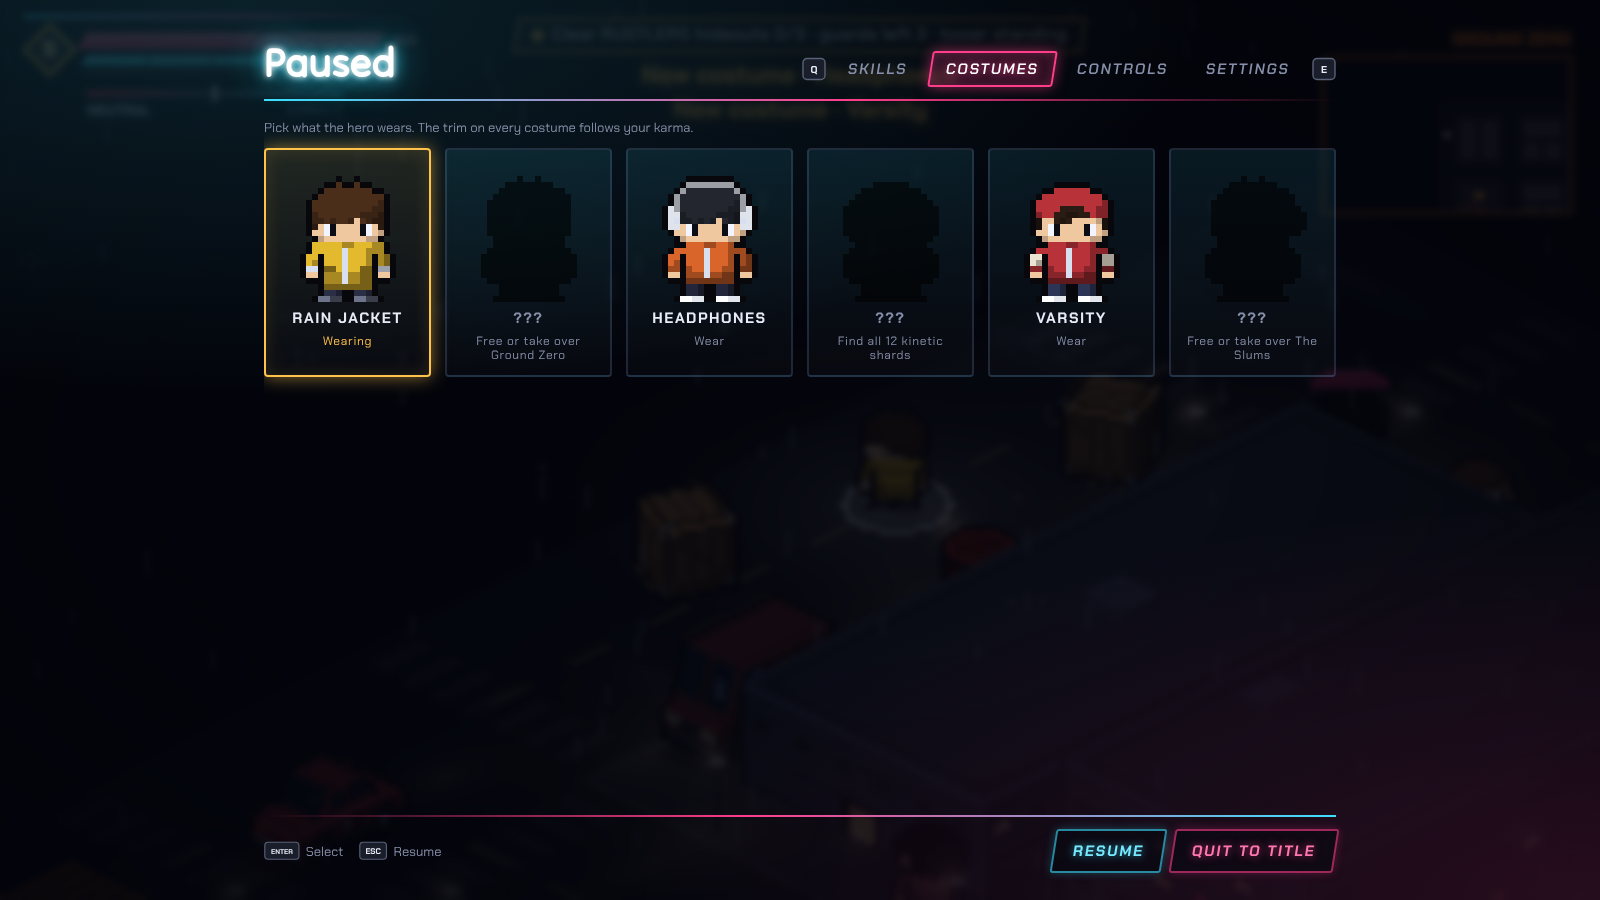 Paused
Q SKILLS COSTUMES CONTROLS SETTINGS E
Pick what the hero wears. The trim on every costume follows your karma.
RAIN JACKET
Wearing
???
Free or take over
Ground Zero
HEADPHONES
Wear
???
Find all 12 kinetic
shards
VARSITY
Wear
???
Free or take over The
Slums
ENTER Select ESC Resume
RESUME QUIT TO TITLE